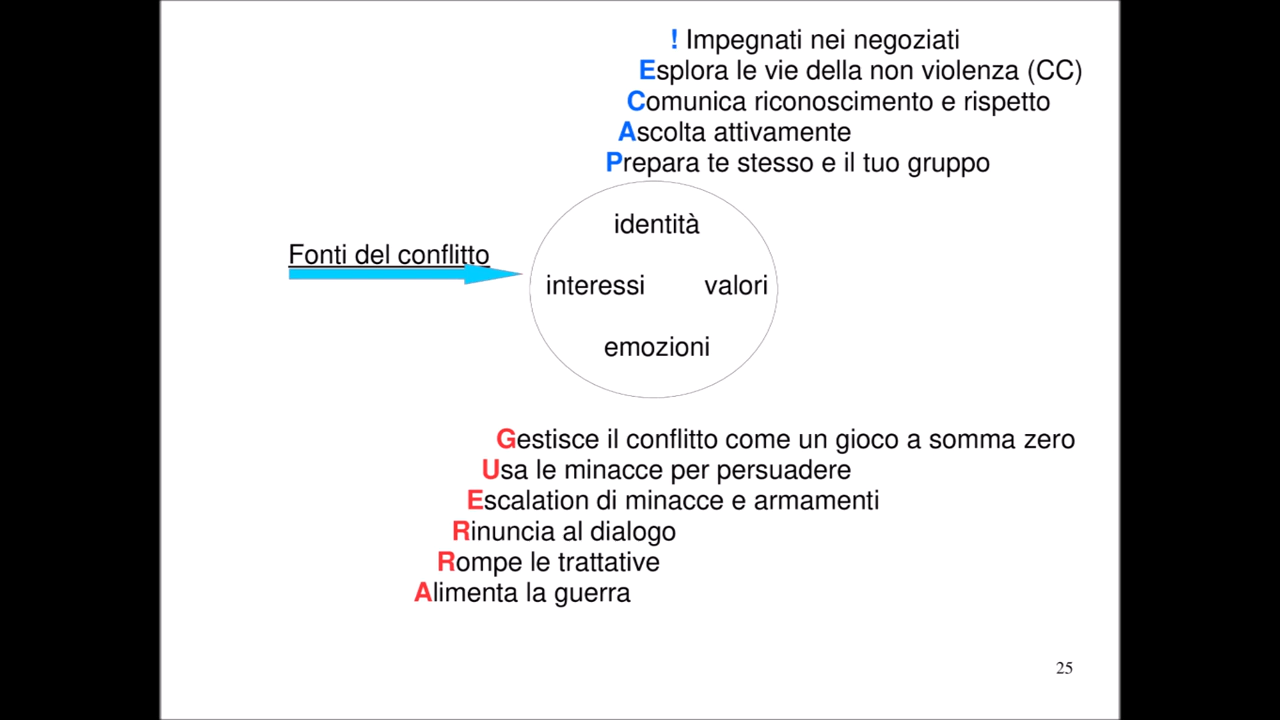 ! Impegnati nei negoziati
Esplora le vie della non violenza (CC)
Comunica riconoscimento e rispetto
Ascolta attivamente
Prepara te stesso e il tuo gruppo
identità
Fonti del conflitto
interessi valori
emozioni
Gestisce il conflitto come un gioco a somma zero
Usa le minacce per persuadere
Escalation di minacce e armamenti
Rinuncia al dialogo
Rompe le trattative
Alimenta la guerra
25